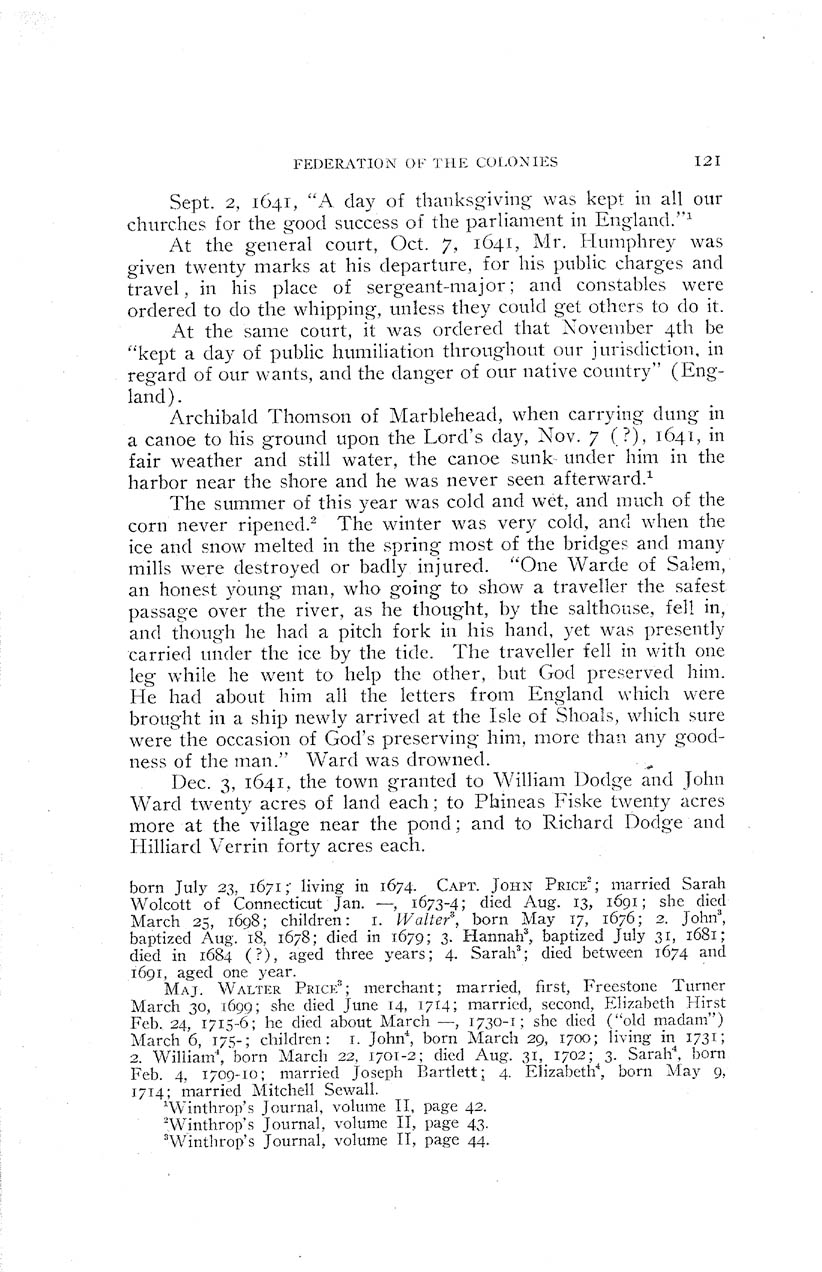 FEDERATION OF THE COLONIES 121
Sept. 2, 1641, “A day of thanksgiving was kept in all our
churches for the good success of the parliament in England.”¹
At the general court, Oct. 7, 1641, Mr. Humphrey was
given twenty marks at his departure, for his public charges and
travel, in his place of sergeant-major; and constables were
ordered to do the whipping, unless they could get others to do it.
At the same court, it was ordered that November 4th be
“kept a day of public humiliation throughout our jurisdiction, in
regard of our wants, and the danger of our native country” (Eng-
land).
Archibald Thomson of Marblehead, when carrying dung in
a canoe to his ground upon the Lord’s day, Nov. 7 (?), 1641, in
fair weather and still water, the canoe sunk under him in the
harbor near the shore and he was never seen afterward.¹
The summer of this year was cold and wet, and much of the
corn never ripened.² The winter was very cold, and when the
ice and snow melted in the spring most of the bridges and many
mills were destroyed or badly injured. “One Warde of Salem,
an honest young man, who going to show a traveller the safest
passage over the river, as he thought, by the salthouse, fell in,
and though he had a pitch fork in his hand, yet was presently
carried under the ice by the tide. The traveller fell in with one
leg while he went to help the other, but God preserved him.
He had about him all the letters from England which were
brought in a ship newly arrived at the Isle of Shoals, which sure
were the occasion of God’s preserving him, more than any good-
ness of the man.” Ward was drowned.
Dec. 3, 1641, the town granted to William Dodge and John
Ward twenty acres of land each; to Phineas Fiske twenty acres
more at the village near the pond; and to Richard Dodge and
Hilliard Verrin forty acres each.
born July 23, 1671; living in 1674. CAPT. JOHN PRICE²; married Sarah
Wolcott of Connecticut Jan. —, 1673-4; died Aug. 13, 1691; she died
March 25, 1698; children: 1. Walter³, born May 17, 1676; 2. John³,
baptized Aug. 18, 1678; died in 1679; 3. Hannah³, baptized July 31, 1681;
died in 1684 (?), aged three years; 4. Sarah³; died between 1674 and
1691, aged one year.
MAJ. WALTER PRICE³; merchant; married, first, Freestone Turner
March 30, 1699; she died June 14, 1714; married, second, Elizabeth Hirst
Feb. 24, 1715-6; he died about March —, 1730-1; she died (“old madam”)
March 6, 175-; children: 1. John⁴, born March 29, 1700; living in 1731;
2. William⁴, born March 22, 1701-2; died Aug. 31, 1702; 3. Sarah⁴, born
Feb. 4, 1709-10; married Joseph Bartlett; 4. Elizabeth⁴, born May 9,
1714; married Mitchell Sewall.
¹Winthrop’s Journal, volume II, page 42.
²Winthrop’s Journal, volume II, page 43.
³Winthrop’s Journal, volume II, page 44.